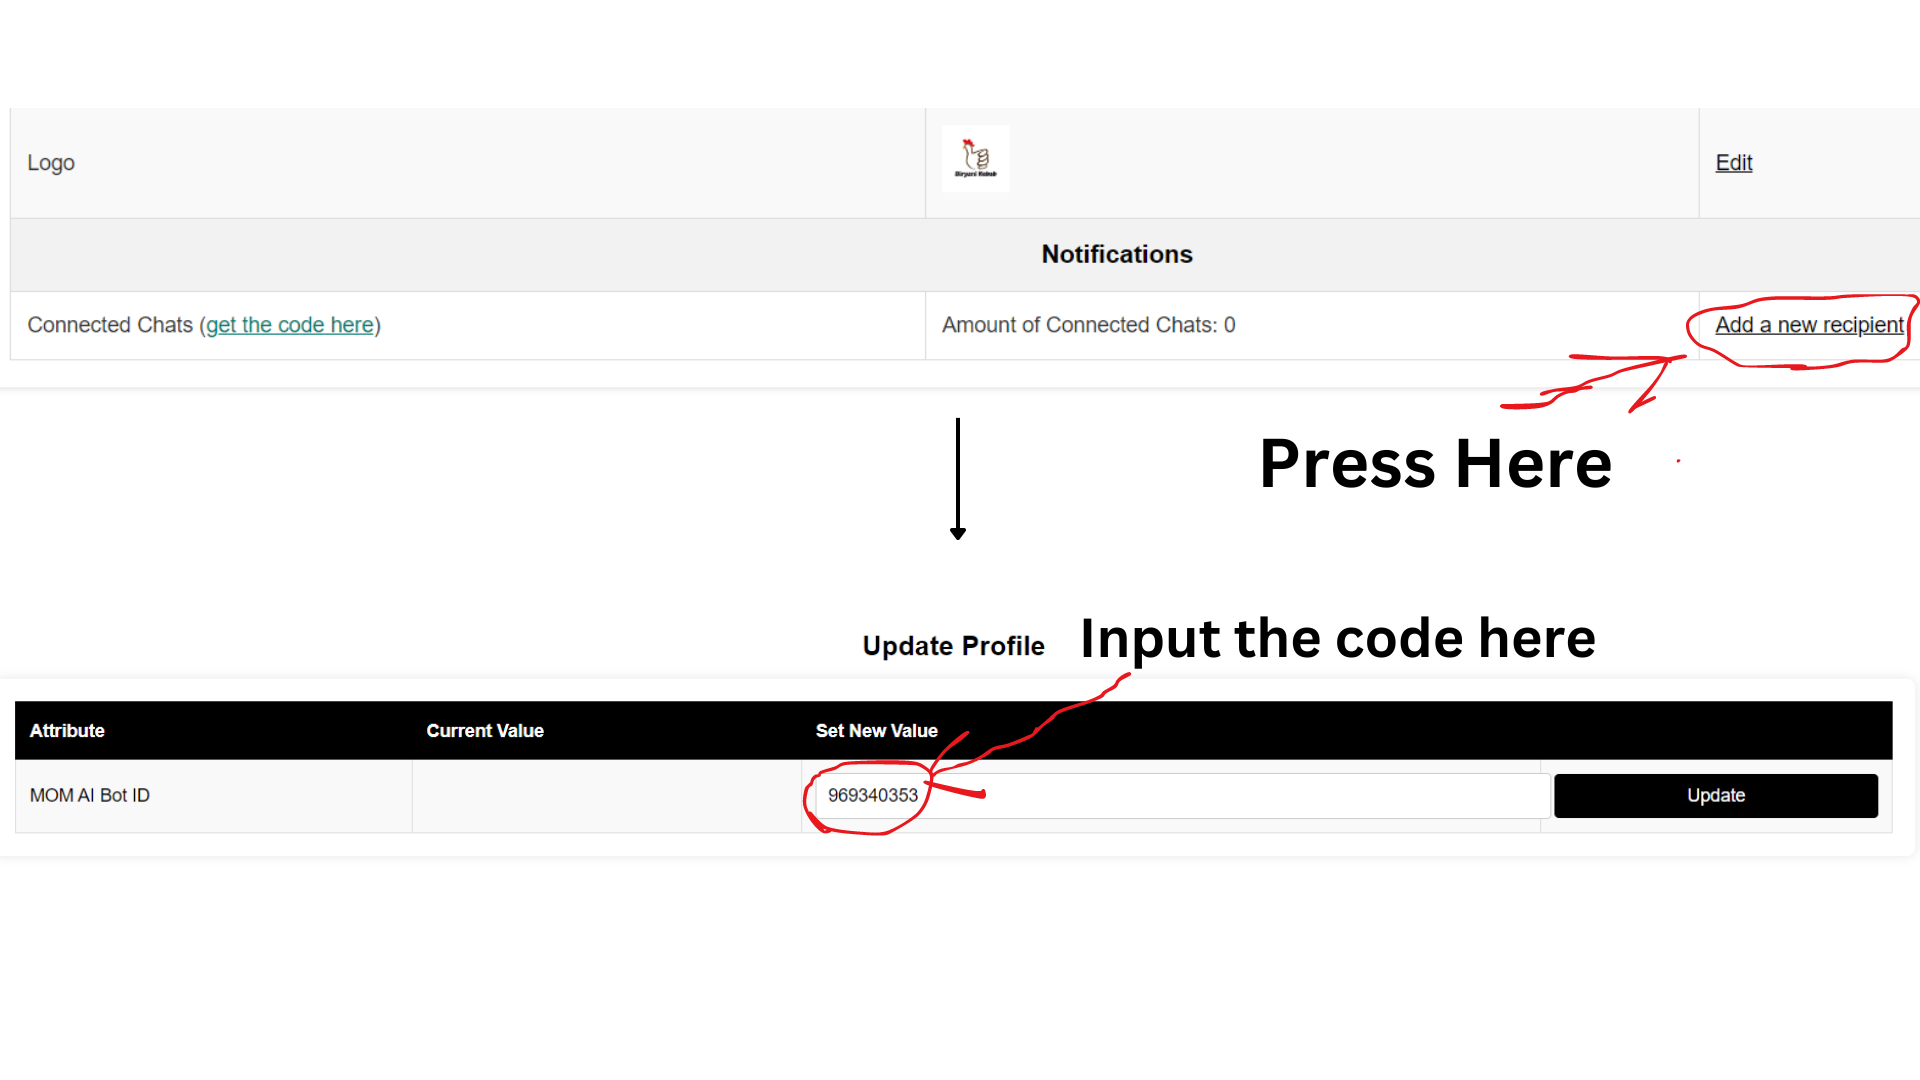 Logo
Biryani Kebab
Edit
Notifications
Connected Chats (get the code here)
Amount of Connected Chats: 0
Add a new recipient
Press Here
Update Profile
Input the code here
Attribute
Current Value
Set New Value
MOM AI Bot ID
969340353
Update